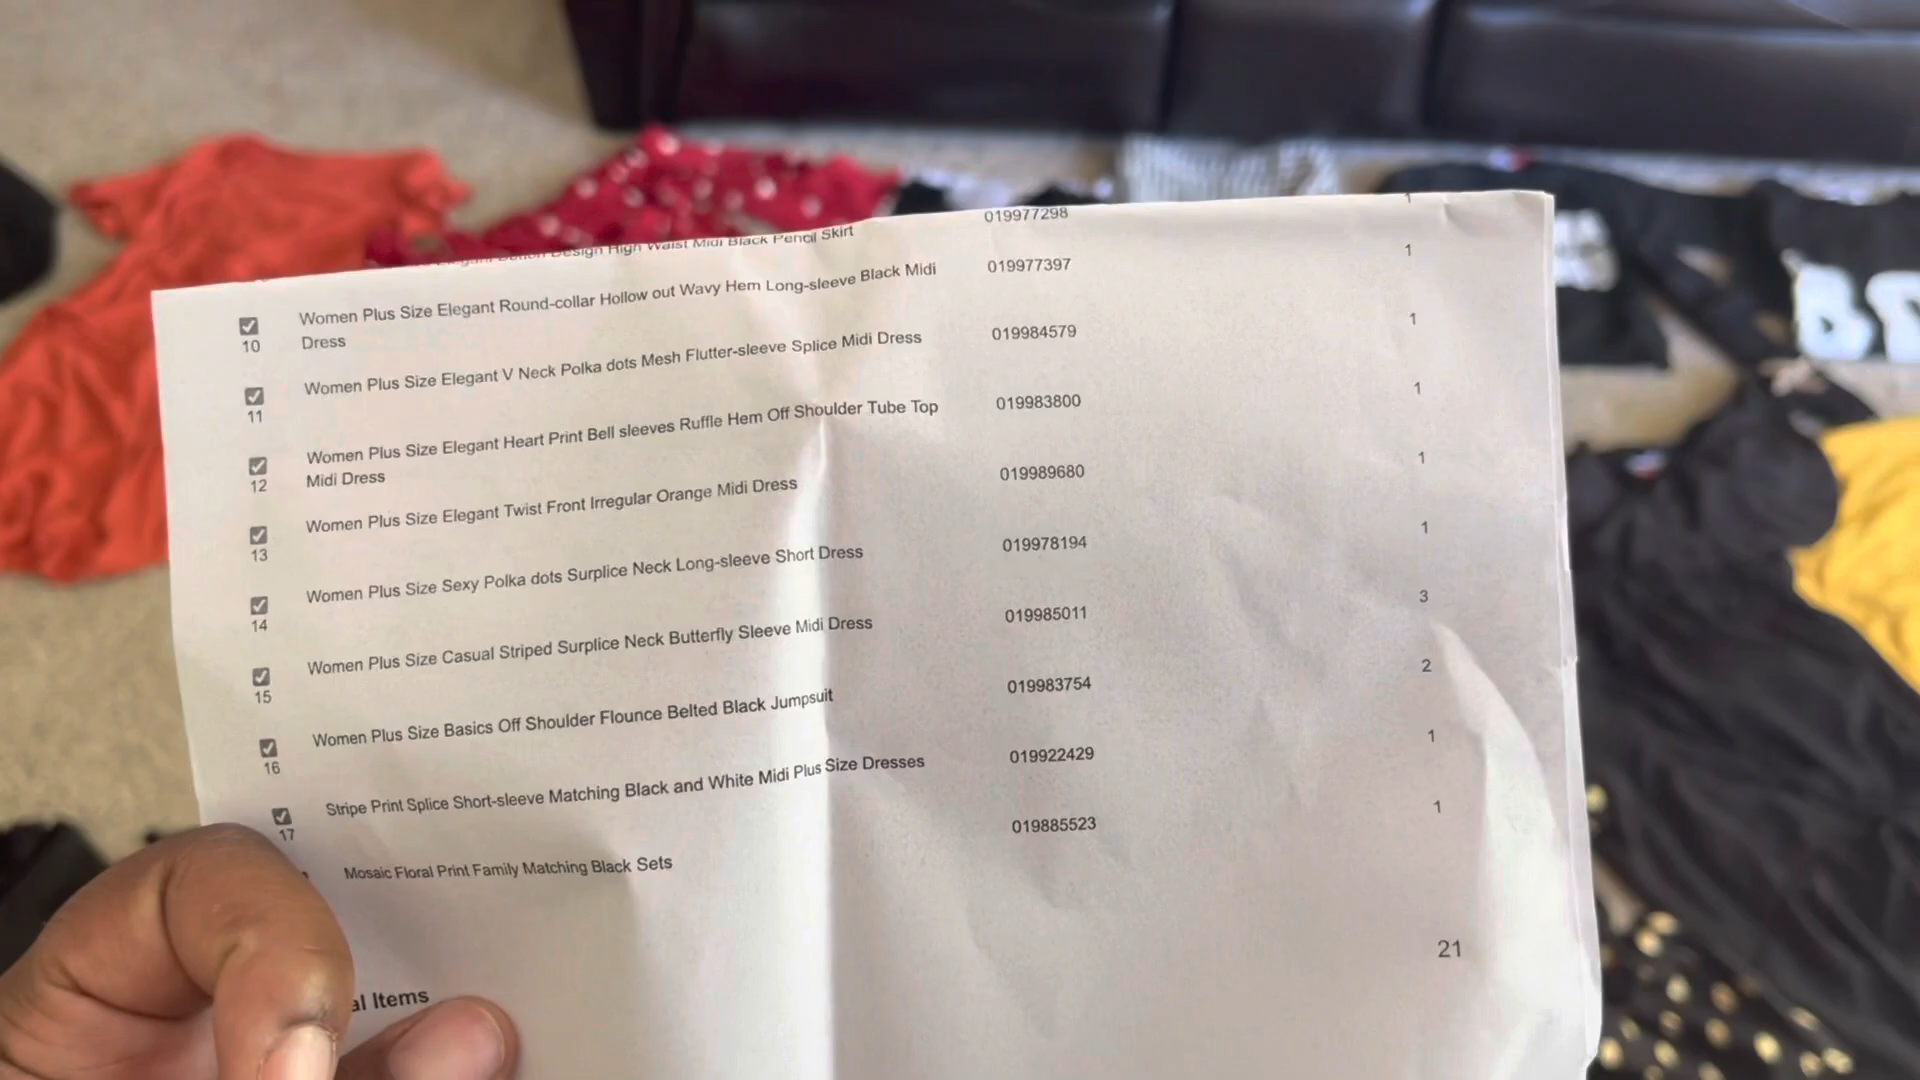 Design High Waist Midi Black Pencil Skirt 019977298 1
10 Women Plus Size Elegant Round-collar Hollow out Wavy Hem Long-sleeve Black Midi 019977397 1
Dress
11 Women Plus Size Elegant V Neck Polka dots Mesh Flutter-sleeve Splice Midi Dress 019984579 1
12 Women Plus Size Elegant Heart Print Bell sleeves Ruffle Hem Off Shoulder Tube Top 019983800 1
Midi Dress
13 Women Plus Size Elegant Twist Front Irregular Orange Midi Dress 019989680 1
14 Women Plus Size Sexy Polka dots Surplice Neck Long-sleeve Short Dress 019978194 1
15 Women Plus Size Casual Striped Surplice Neck Butterfly Sleeve Midi Dress 019985011 3
16 Women Plus Size Basics Off Shoulder Flounce Belted Black Jumpsuit 019983754 2
17 Stripe Print Splice Short-sleeve Matching Black and White Midi Plus Size Dresses 019922429 1
Mosaic Floral Print Family Matching Black Sets 019885523 1
al Items 21